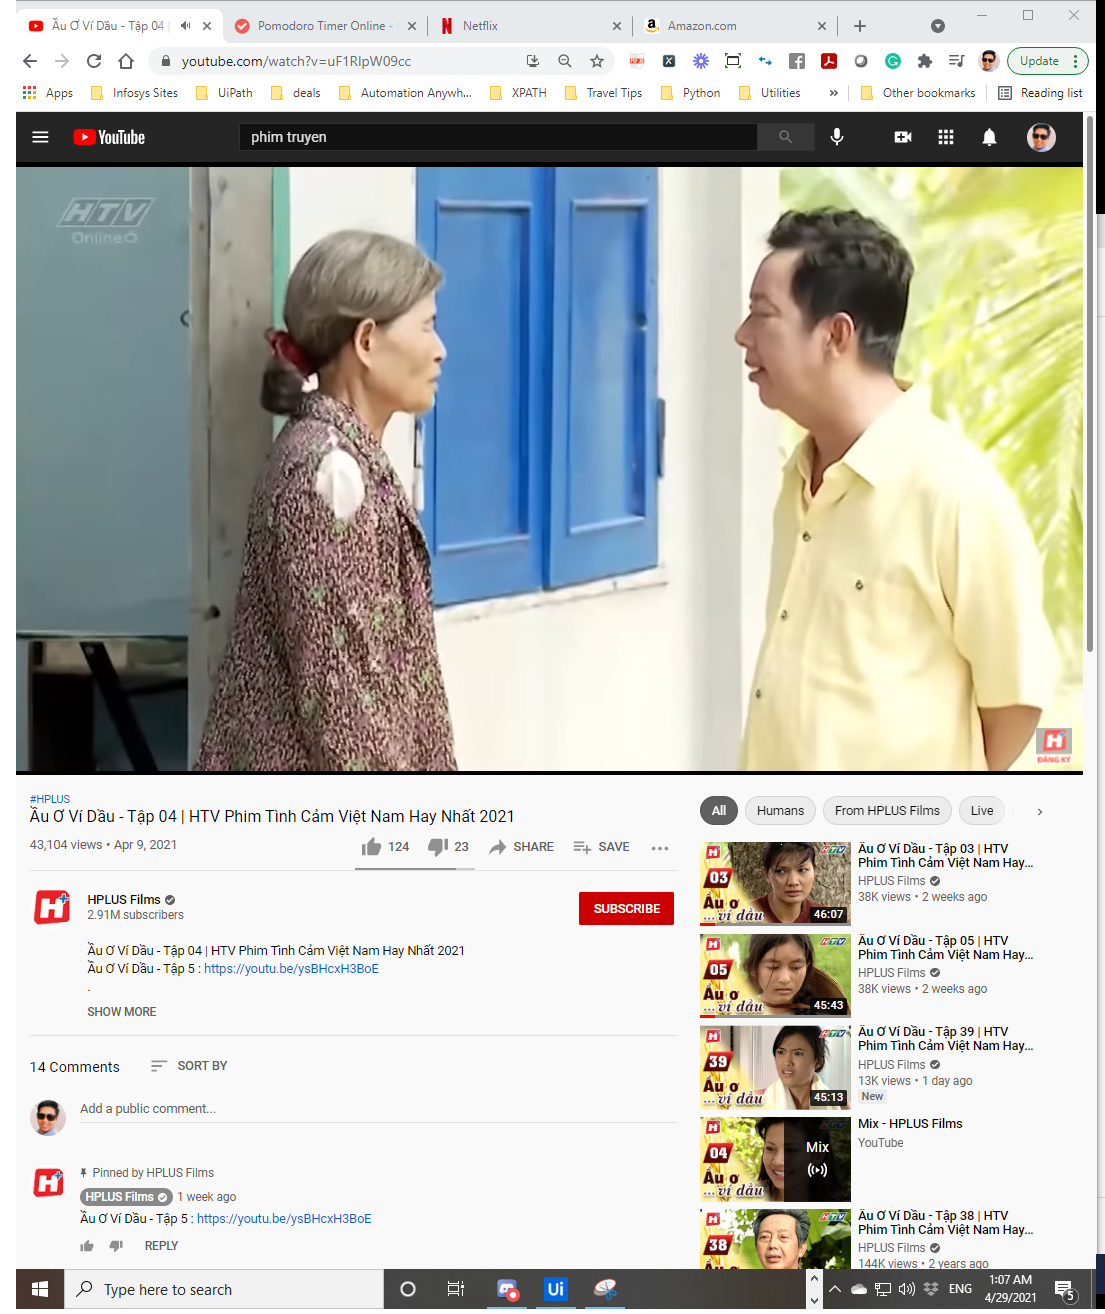 Ầu Ơ Ví Dầu - Tập 04 |
Pomodoro Timer Online -
Netflix
Amazon.com
youtube.com/watch?v=uF1RIpW09cc
Update
Apps
Infosys Sites
UiPath
deals
Automation Anywh...
XPATH
Travel Tips
Python
Utilities
»
Other bookmarks
Reading list
YouTube
phim truyen
HTV
Online
H
ĐĂNG KÝ
#HPLUS
Ầu Ơ Ví Dầu - Tập 04 | HTV Phim Tình Cảm Việt Nam Hay Nhất 2021
43,104 views • Apr 9, 2021
124
23
SHARE
SAVE
HPLUS Films
2.91M subscribers
SUBSCRIBE
Ầu Ơ Ví Dầu - Tập 04 | HTV Phim Tình Cảm Việt Nam Hay Nhất 2021
Ầu Ơ Ví Dầu - Tập 5 : https://youtu.be/ysBHcxH3BoE
.
SHOW MORE
14 Comments
SORT BY
Add a public comment...
Pinned by HPLUS Films
HPLUS Films
1 week ago
Ầu Ơ Ví Dầu - Tập 5 : https://youtu.be/ysBHcxH3BoE
REPLY
All
Humans
From HPLUS Films
Live
H
HTV
03
Ầu ơ
...ví dầu
46:07
Ầu Ơ Ví Dầu - Tập 03 | HTV
Phim Tình Cảm Việt Nam Hay...
HPLUS Films
38K views • 2 weeks ago
H
HTV
05
Ầu ơ
...ví dầu
45:43
Ầu Ơ Ví Dầu - Tập 05 | HTV
Phim Tình Cảm Việt Nam Hay...
HPLUS Films
38K views • 2 weeks ago
H
HTV
39
Ầu ơ
...ví dầu
45:13
Ầu Ơ Ví Dầu - Tập 39 | HTV
Phim Tình Cảm Việt Nam Hay...
HPLUS Films
13K views • 1 day ago
New
H
04
Ầu ơ
...ví dầu
Mix
Mix - HPLUS Films
YouTube
H
HTV
38
Ầu Ơ Ví Dầu - Tập 38 | HTV
Phim Tình Cảm Việt Nam Hay...
HPLUS Films
144K views • 2 years ago
Type here to search
Ui
ENG
1:07 AM
4/29/2021
5